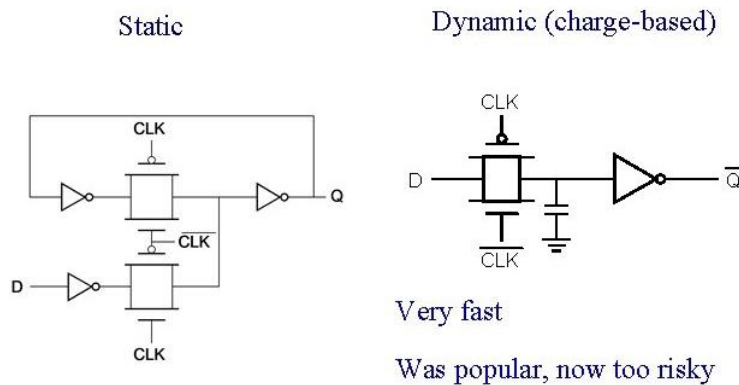 Static
Dynamic (charge-based)
CLK
Q
CLK
D
CLK
CLK
D
Q
CLK
Very fast
Was popular, now too risky